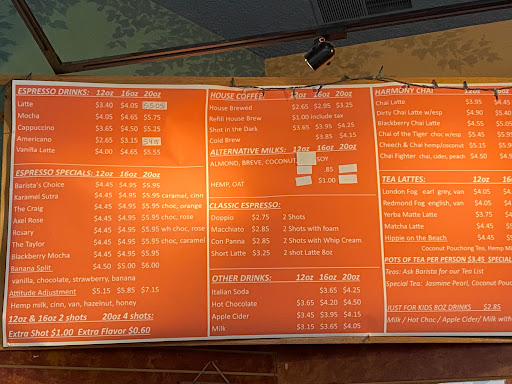 ESPRESSO DRINKS: 12oz 16oz 20oz
Latte $3.40 $4.05
Mocha $4.05 $4.65 $5.75
Cappuccino $3.65 $4.50 $5.25
Americano $2.65 $3.15
Vanilla Latte $4.00 $4.65 $5.55
ESPRESSO SPECIALS: 12oz 16oz 20oz
Barista's Choice $4.45 $4.95 $5.95
Karamel Sutra $4.45 $4.95 $5.95 caramel, cinn
The Craig $4.45 $4.95 $5.95 choc, orange
Axel Rose $4.45 $4.95 $5.95 choc, rose
Rosary $4.45 $4.95 $5.95 wh choc, rose
The Taylor $4.45 $4.95 $5.95 choc, caramel
Blackberry Mocha $4.45 $5.95 $5.95
Banana Split $4.50 $5.00 $6.00
vanilla, chocolate, strawberry, banana
Attitude Adjustment $5.15 $5.85 $7.15
Hemp milk, cinn, van, hazelnut, honey
12oz & 16oz 2 shots 20oz 4 shots:
Extra Shot $1.00 Extra Flavor $0.60
HOUSE COFFEE: 12oz 16oz 20oz
House Brewed $2.65 $2.95 $3.25
Refill House Brew $1.00 include tax
Shot in the Dark $3.65 $3.95 $4.25
Cold Brew $3.85 $4.15
ALTERNATIVE MILKS: 12oz 16oz 20oz
ALMOND, BREVE, COCONUT, SOY
.85
HEMP, OAT $1.00
CLASSIC ESPRESSO:
Doppio $2.75 2 Shots
Macchiato $2.85 2 Shots with foam
Con Panna $2.85 2 Shots with Whip Cream
Short Latte $3.25 2 shot Latte 8oz
OTHER DRINKS: 12oz 16oz 20oz
Italian Soda $3.65 $4.25
Hot Chocolate $3.65 $4.20 $4.50
Apple Cider $3.45 $3.95 $4.15
Milk $3.15 $3.65 $4.05
HARMONY CHAI 12oz
Chai Latte $3.95 $4.45
Dirty Chai Latte w/esp $4.90 $5.40
Blackberry Chai Latte $4.55 $5.05
Chai of the Tiger choc w/esp $5.45 $5.95
Cheech & Chai hemp/coconut $5.15
Chai Fighter chai, cider, peach $4.50
TEA LATTES: 12oz
London Fog earl grey, van $4.05
Redmond Fog english, van $4.05
Yerba Matte Latte $3.75
Matcha Latte $4.45
Hippie on the Beach $4.45
Coconut Pouchong Tea, Hemp
POTS OF TEA PER PERSON $3.45 SPECIAL
Teas: Ask Barista for our Tea List
Special Tea: Jasmine Pearl, Coconut
JUST FOR KIDS 8OZ DRINKS $2.85
Milk / Hot Choc / Apple Cider/ Milk